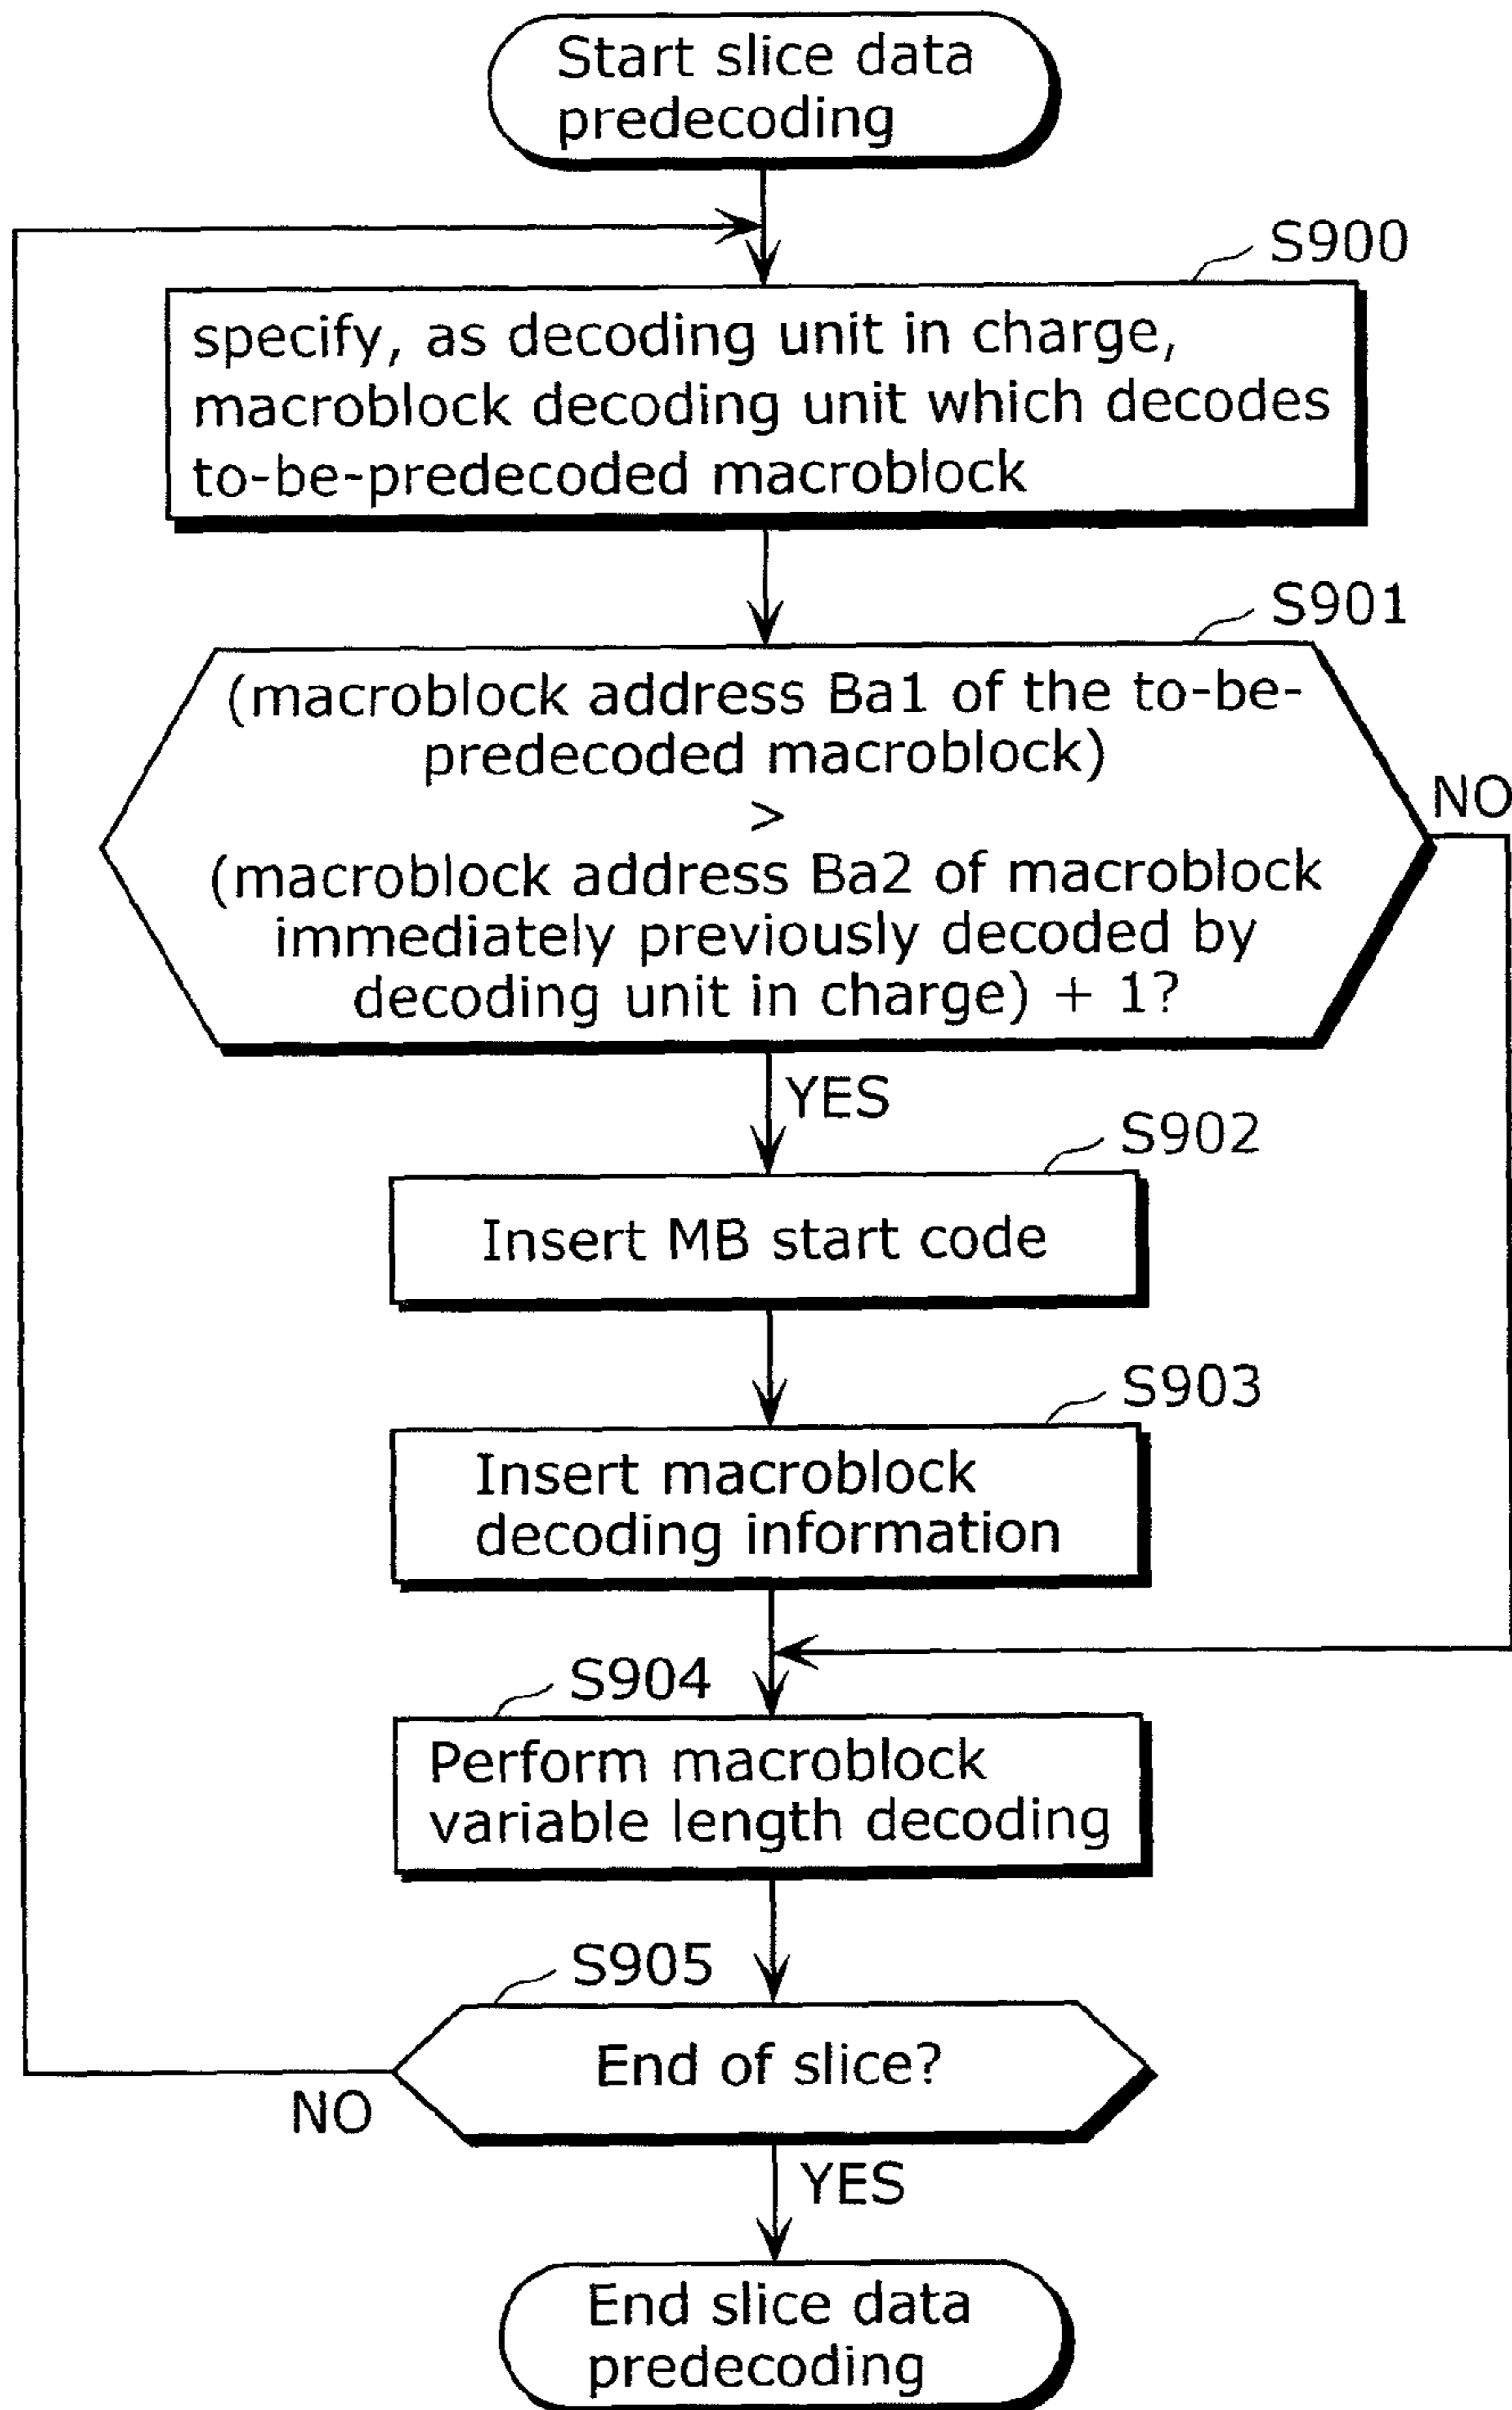 Start slice data
predecoding
S900
specify, as decoding unit in charge,
macroblock decoding unit which decodes
to-be-predecoded macroblock
S901
(macroblock address Ba1 of the to-be-
predecoded macroblock)
>
(macroblock address Ba2 of macroblock
immediately previously decoded by
decoding unit in charge) + 1?
NO
YES
S902
Insert MB start code
S903
Insert macroblock
decoding information
S904
Perform macroblock
variable length decoding
S905
End of slice?
NO
YES
End slice data
predecoding